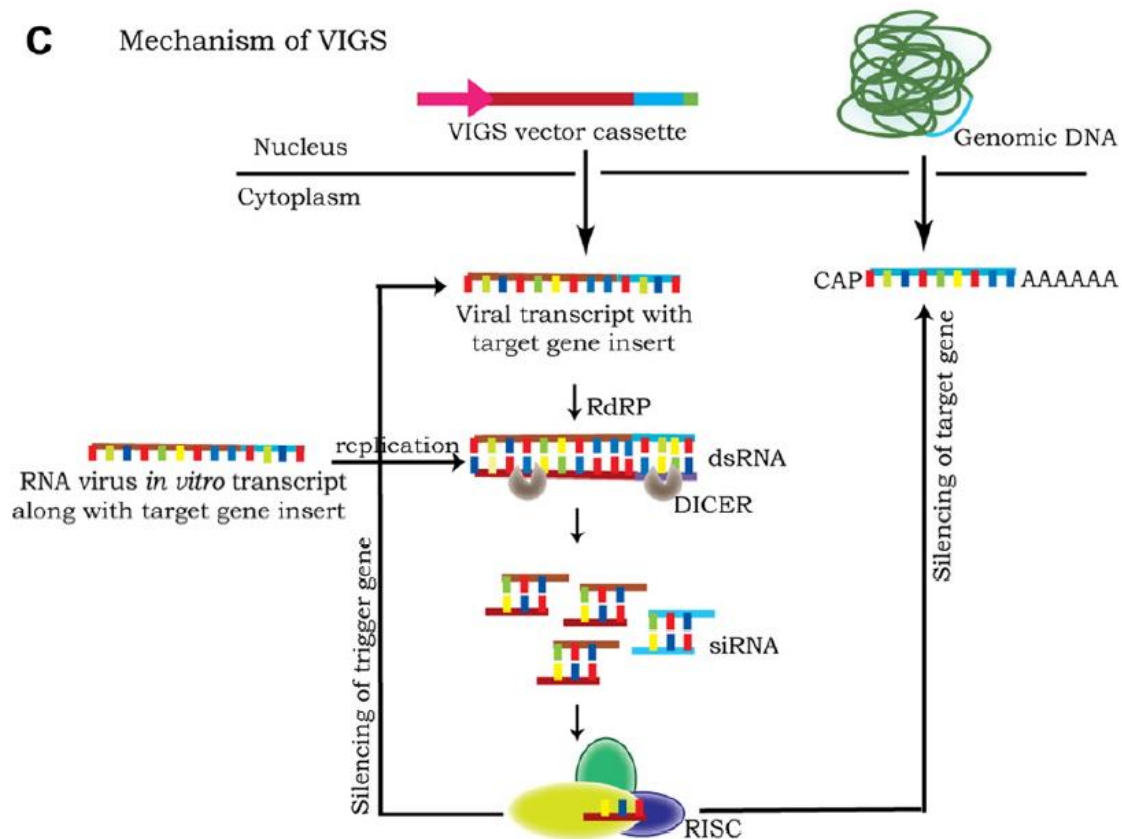 C Mechanism of VIGS
VIGS vector cassette
Genomic DNA
Nucleus
Cytoplasm
CAP AAAAAA
Viral transcript with
target gene insert
RdRP
replication
dsRNA
RNA virus in vitro transcript
along with target gene insert
DICER
siRNA
Silencing of trigger gene
Silencing of target gene
RISC